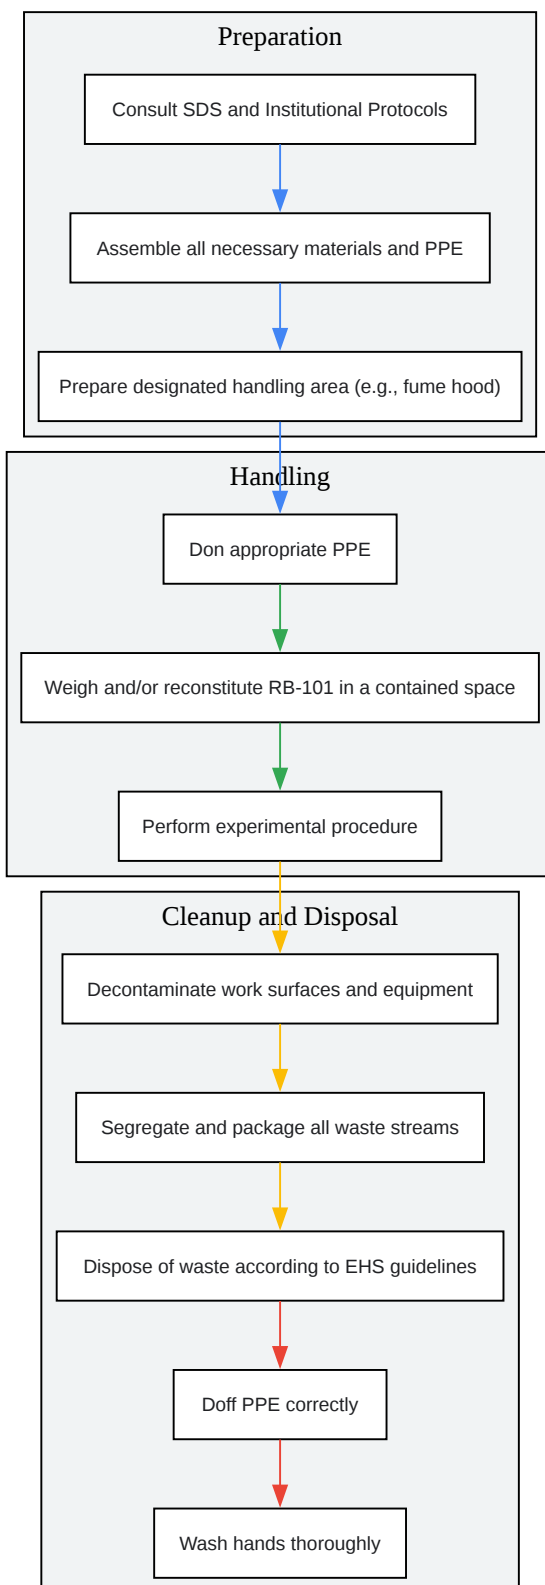 Preparation
Consult SDS and Institutional Protocols
Assemble all necessary materials and PPE
Prepare designated handling area (e.g., fume hood)
Handling
Don appropriate PPE
Weigh and/or reconstitute RB-101 in a contained space
Perform experimental procedure
Cleanup and Disposal
Decontaminate work surfaces and equipment
Segregate and package all waste streams
Dispose of waste according to EHS guidelines
Doff PPE correctly
Wash hands thoroughly